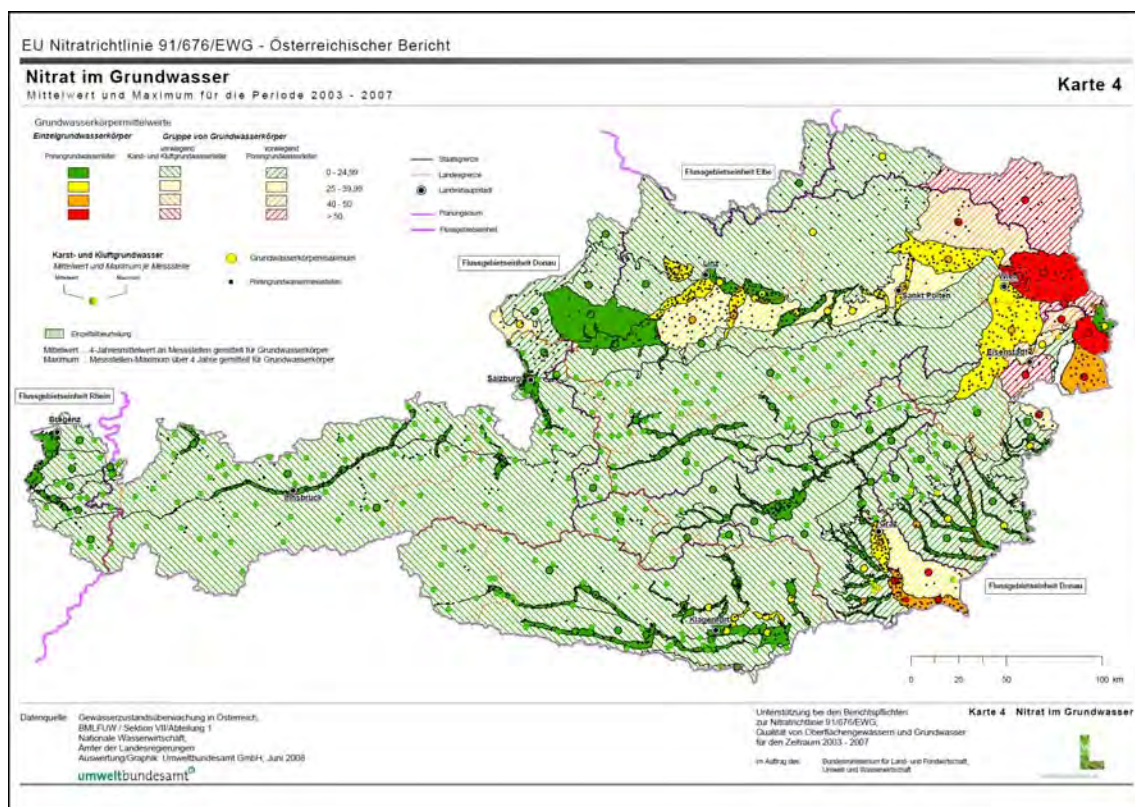 EU Nitratrichtlinie 91/676/EWG - Österreichischer Bericht
Nitrat im Grundwasser
Mittelwert und Maximum für die Periode 2003 - 2007
Karte 4
Grundwasserkörpermittelwerte
Einzelgrundwasserkörper
Gruppe von Grundwasserkörper
Porengrundwasserleiter
vorwiegend
Karst- und Kluftgrundwasserleiter
vorwiegend
Porengrundwasserleiter
0 - 24,99
25 - 39,99
40 - 50
> 50
Staatsgrenze
Landesgrenze
Landeshauptstadt
Planungsraum
Flussgebietseinheit
Karst- und Kluftgrundwasser
Mittelwert und Maximum je Messstelle
Mittelwert
Maximum
Grundwasserkörpermaximum
Porengrundwassermessstellen
Einzelfallbeurteilung
Mittelwert ... 4-Jahresmittelwert an Messstellen gemittelt für Grundwasserkörper
Maximum ... Messstellen-Maximum über 4 Jahre gemittelt für Grundwasserkörper
Flussgebietseinheit Elbe
Flussgebietseinheit Donau
Linz
Sankt Pölten
Wien
Eisenstadt
Salzburg
Flussgebietseinheit Rhein
Bregenz
Innsbruck
Graz
Flussgebietseinheit Donau
Klagenfurt
0 20 60 100 km
Datenquelle
Gewässerzustandsüberwachung in Österreich,
BMLFUW / Sektion VII/Abteilung 1
Nationale Wasserwirtschaft,
Ämter der Landesregierungen
Auswertung/Graphik: Umweltbundesamt GmbH, Juni 2008
umweltbundesamt
Unterstützung bei den Berichtspflichten
zur Nitratrichtlinie 91/676/EWG,
Qualität von Oberflächengewässern und Grundwasser
für den Zeitraum 2003 - 2007
im Auftrag des: Bundesministerium für Land- und Forstwirtschaft,
Umwelt und Wasserwirtschaft
Karte 4 Nitrat im Grundwasser